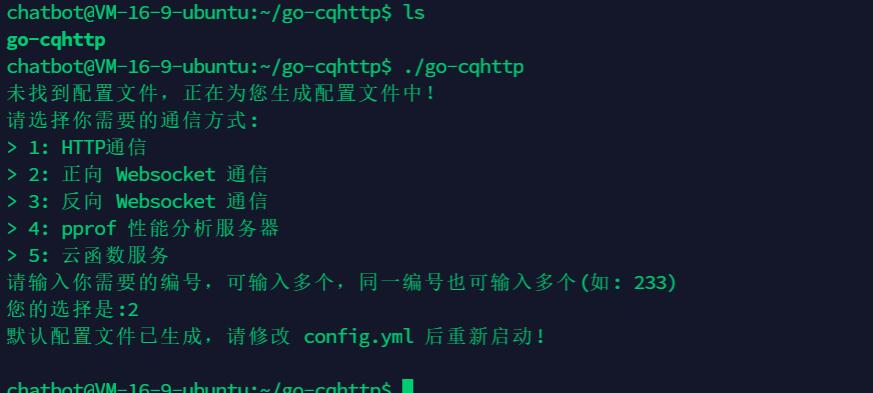 chatbot@VM-16-9-ubuntu:~/go-cqhttp$ ls
go-cqhttp
chatbot@VM-16-9-ubuntu:~/go-cqhttp$ ./go-cqhttp
未找到配置文件，正在为您生成配置文件中！
请选择你需要的通信方式:
> 1: HTTP通信
> 2: 正向 Websocket 通信
> 3: 反向 Websocket 通信
> 4: pprof 性能分析服务器
> 5: 云函数服务
请输入你需要的编号，可输入多个，同一编号也可输入多个(如: 233)
您的选择是:2
默认配置文件已生成，请修改 config.yml 后重新启动！
chatbot@VM-16-9-ubuntu:~/go-cqhttp$